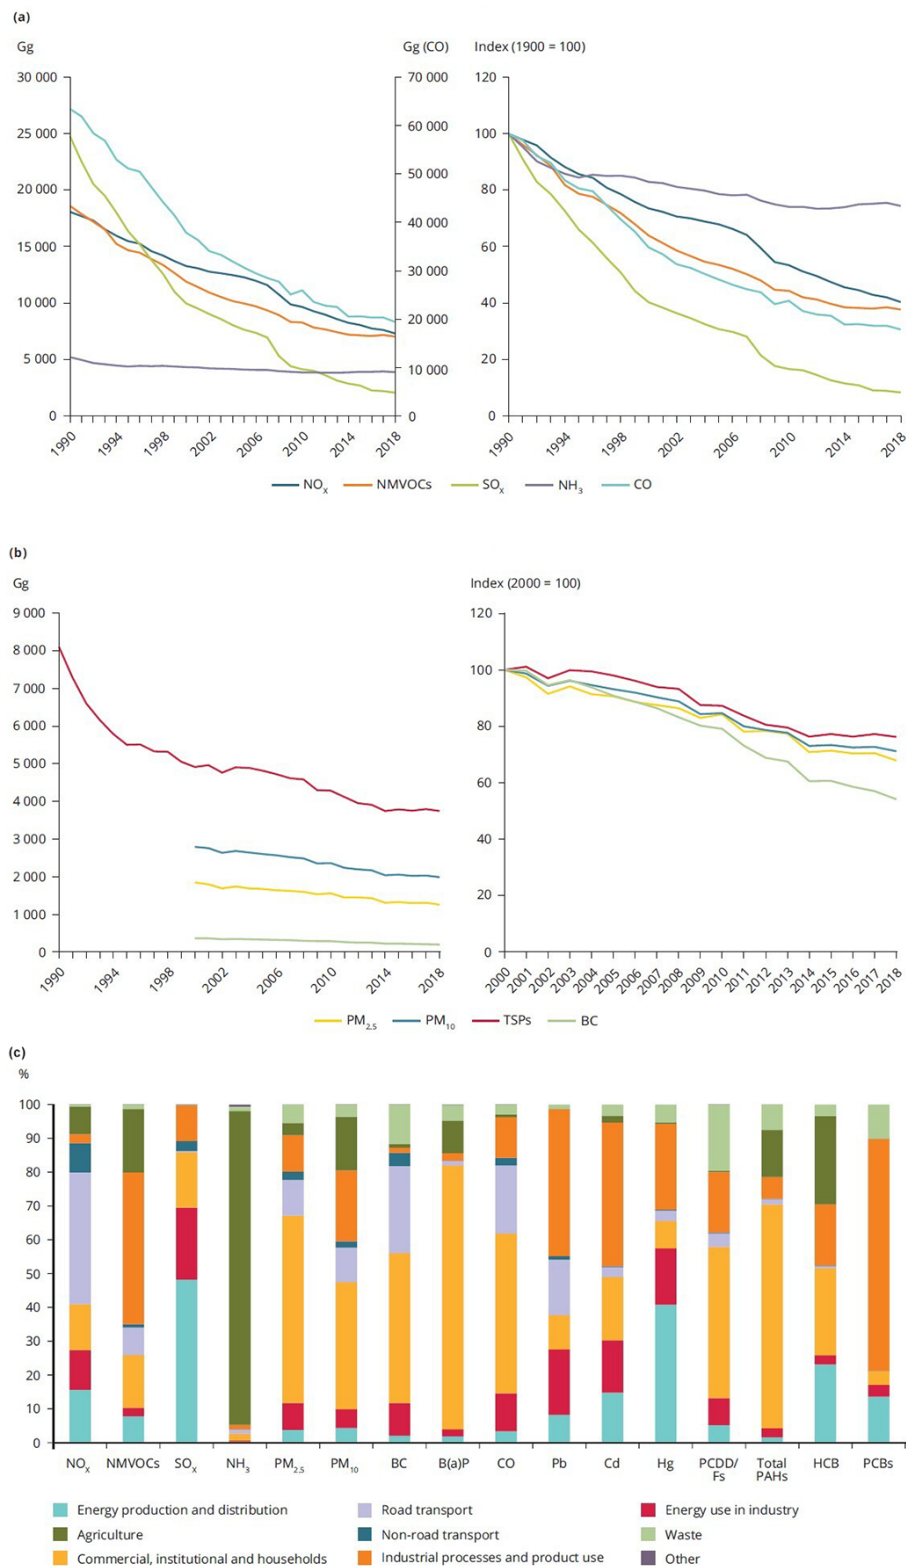 (a)
Gg
Gg (CO)
Index (1900 = 100)
30 000
70 000
120
25 000
60 000
100
20 000
50 000
80
15 000
40 000
60
30 000
10 000
20 000
40
5 000
10 000
20
0
0
0
1990 1994 1998 2002 2006 2010 2014 2018
1990 1994 1998 2002 2006 2010 2014 2018
NOx NMVOCs SOx NH3 CO
(b)
Gg
Index (2000 = 100)
9 000
120
8 000
7 000
100
6 000
80
5 000
4 000
60
3 000
40
2 000
20
1 000
0
0
1990 1994 1998 2002 2006 2010 2014 2018
2000 2001 2002 2003 2004 2005 2006 2007 2008 2009 2010 2011 2012 2013 2014 2015 2016 2017 2018
PM2.5 PM10 TSPs BC
(c)
%
100
90
80
70
60
50
40
30
20
10
0
NOx NMVOCs SOx NH3 PM2.5 PM10 BC B(a)P CO Pb Cd Hg PCDD/ Total HCB PCBs
Fs PAHs
Energy production and distribution Road transport Energy use in industry
Agriculture Non-road transport Waste
Commercial, institutional and households Industrial processes and product use Other